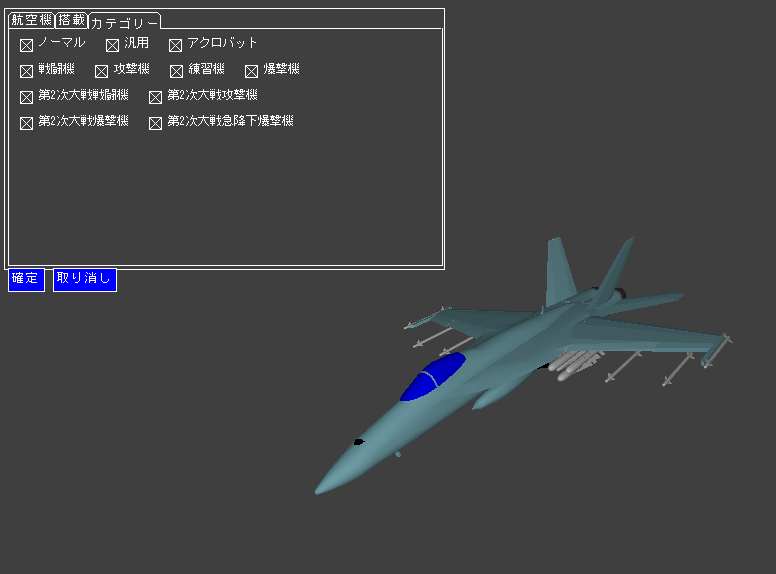 航空機 搭載 カテゴリー
ノーマル 汎用 アクロバット
戦闘機 攻撃機 練習機 爆撃機
第2次大戦戦闘機 第2次大戦攻撃機
第2次大戦爆撃機 第2次大戦急降下爆撃機
確定 取り消し